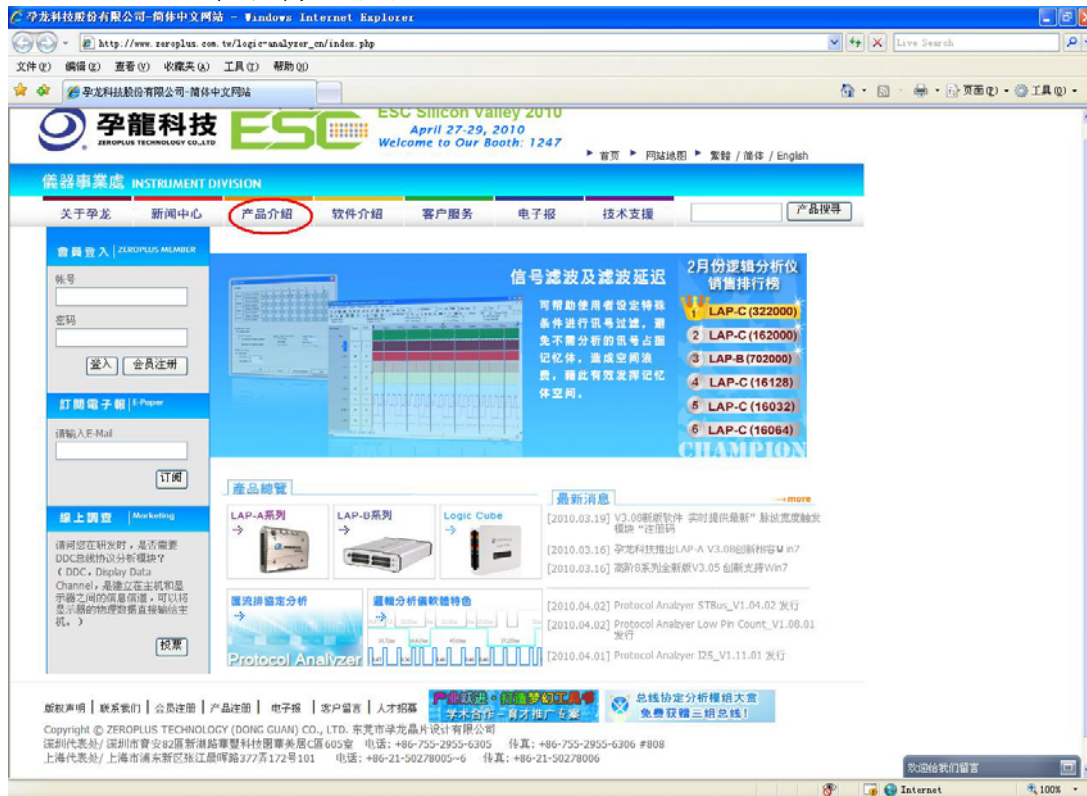 孕龙科技股份有限公司-简体中文网站 - Windows Internet Explorer
http://www.zeroplus.com.tw/logic-analyzer_cn/index.php
Live Search
文件(F) 编辑(E) 查看(V) 收藏夹(A) 工具(T) 帮助(H)
孕龙科技股份有限公司-简体中文网站
页面(P) 工具(O)
孕龍科技
ZEROPLUS TECHNOLOGY CO.,LTD
ESC
ESC Silicon Valley 2010
April 27-29, 2010
Welcome to Our Booth: 1247
首页 网站地图 繁體 / 简体 / English
儀器事業處 INSTRUMENT DIVISION
关于孕龙 新闻中心 产品介绍 软件介绍 客户服务 电子报 技术支援 产品搜寻
會員登入 ZEROPLUS MEMBER
帐号
密码
登入 会员注册
訂閱電子報 E-Paper
请输入E-Mail
订阅
線上調查 Marketing
请问您在研发时，是否需要
DDC总线协议分析模块？
（DDC，Display Data
Channel，是建立在主机和显
示器之间的信息信道，可以将
显示器的物理数据直接输给主
机。）
投票
信号滤波及滤波延迟
可帮助使用者设定特殊
条件进行讯号过滤，避
免不需分析的讯号占据
记忆体，造成空间浪
费，藉此有效发挥记忆
体空间。
2月份逻辑分析仪
销售排行榜
1 LAP-C(322000)
2 LAP-C(162000)
3 LAP-B(702000)
4 LAP-C(16128)
5 LAP-C(16032)
6 LAP-C(16064)
CHAMPION
產品總覽
LAP-A系列 LAP-B系列 Logic Cube
匯流排協定分析
Protocol Analyzer
邏輯分析儀軟體特色
最新消息
→more
[2010.03.19] V3.09新版软件 实时提供最新"脉波宽度触发
模块"注册码
[2010.03.16] 孕龙科技推出LAP-A V3.08创新相容Win7
[2010.03.16] 高阶B系列全新版V3.05 创新支持Win7
[2010.04.02] Protocol Analyzer STBus_V1.04.02 发行
[2010.04.02] Protocol Analyzer Low Pin Count_V1.08.01
发行
[2010.04.01] Protocol Analyzer I2S_V1.11.01 发行
版权声明 | 联系我们 | 会员注册 | 产品注册 | 电子报 | 客户留言 | 人才招募
产业跃进·打造梦幻工具书
学术合作-育才推广专案
总线协定分析模组大赏
免费获赠三组总线！
Copyright © ZEROPLUS TECHNOLOGY (DONG GUAN) CO., LTD. 东莞市孕龙晶片设计有限公司
深圳代表处/ 深圳市宝安82區新湖路華豐科技園華美居C區605室 电话: +86-755-2955-6305 传真: +86-755-2955-6306 #808
上海代表处/ 上海市浦东新区张江晨晖路377弄172号101 电话: +86-21-50278005~6 传真: +86-21-50278006
欢迎给我们留言
Internet 100%